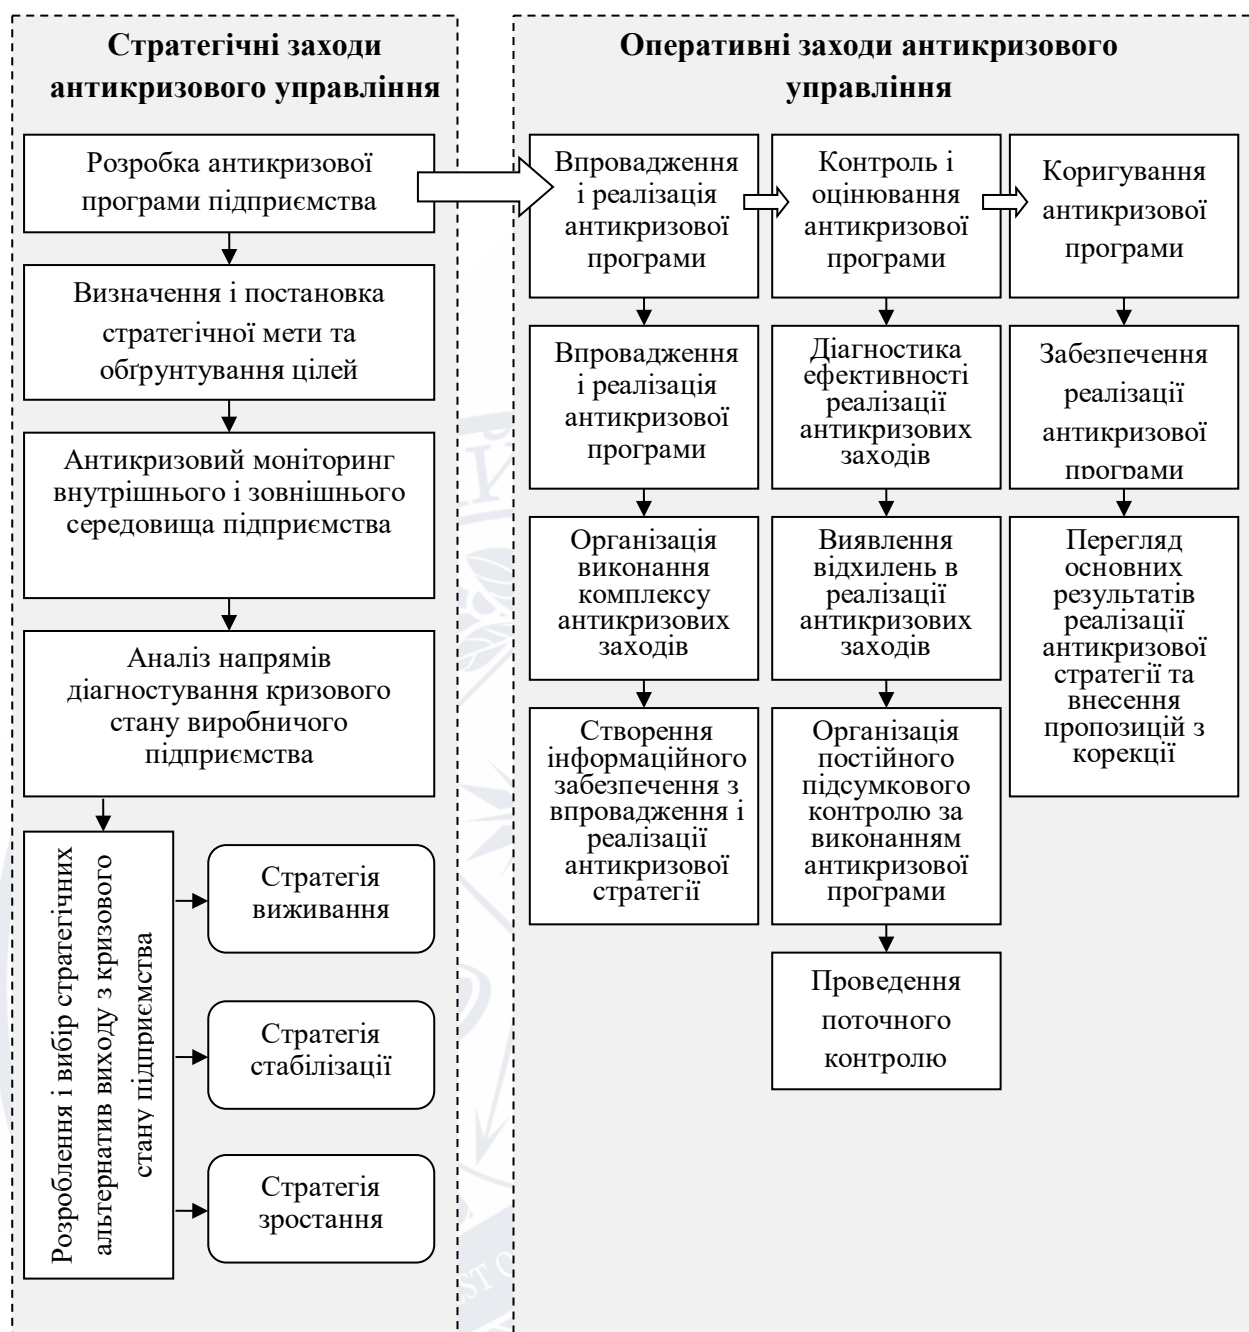 Стратегічні заходи
антикризового управління
Розробка антикризової
програми підприємства
Визначення і постановка
стратегічної мети та
обґрунтування цілей
Антикризовий моніторинг
внутрішнього і зовнішнього
середовища підприємства
Аналіз напрямів
діагностування кризового
стану виробничого
підприємства
Розроблення і вибір стратегічних
альтернатив виходу з кризового
стану підприємства
Стратегія
виживання
Стратегія
стабілізації
Стратегія
зростання
Оперативні заходи антикризового
управління
Впровадження
і реалізація
антикризової
програми
Впровадження
і реалізація
антикризової
програми
Організація
виконання
комплексу
антикризових
заходів
Створення
інформаційного
забезпечення з
впровадження і
реалізації
антикризової
стратегії
Контроль і
оцінювання
антикризової
програми
Діагностика
ефективності
реалізації
антикризових
заходів
Виявлення
відхилень в
реалізації
антикризових
заходів
Організація
постійного
підсумкового
контролю за
виконанням
антикризової
програми
Проведення
поточного
контролю
Коригування
антикризової
програми
Забезпечення
реалізації
антикризової
програми
Перегляд
основних
результатів
реалізації
антикризової
стратегії та
внесення
пропозицій з
корекції